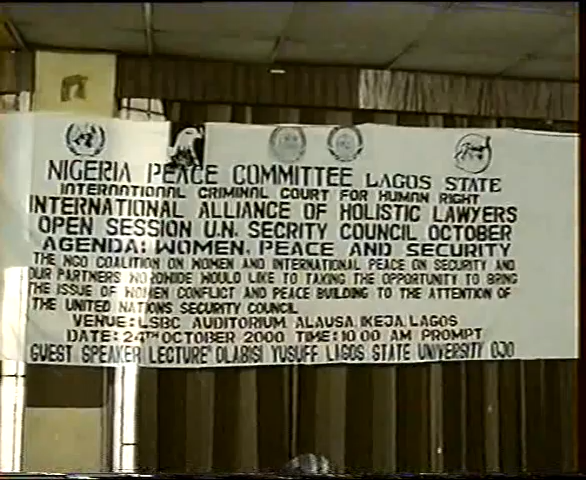 NIGERIA PEACE COMMITTEE LAGOS STATE
INTERNATIONAL CRIMINAL COURT FOR HUMAN RIGHT
INTERNATIONAL ALLIANCE OF HOLISTIC LAWYERS
OPEN SESSION U.N. SECRITY COUNCIL OCTOBER
AGENDA: WOMEN, PEACE AND SECURITY
THE NGO COALITION ON WOMEN AND INTERNATIONAL PEACE ON SECURITY AND
OUR PARTNERS WORDWIDE WOULD LIKE TO TAXING THE OPPORTUNITY TO BRING
THE ISSUE OF WOMEN CONFLICT AND PEACE BUILDING TO THE ATTENTION OF
THE UNITED NATIONS SECURITY COUNCIL
VENUE: LSBC AUDITORIUM, ALAUSA, IKEJA, LAGOS
DATE: 24TH OCTOBER 2000 TIME: 10 00 AM PROMPT
GUEST SPEAKER LECTURE' OLABISI YUSUFF LAGOS STATE UNIVERSITY OJO